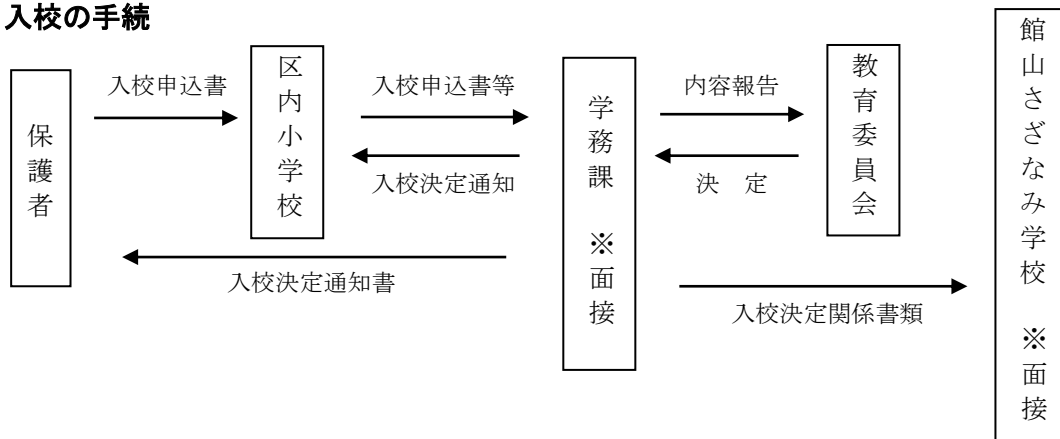 入校の手続
保護者
入校申込書
区内小学校
入校申込書等
入校決定通知
入校決定通知書
学務課 ※面接
内容報告
決 定
教育委員会
入校決定関係書類
館山さざなみ学校 ※面接